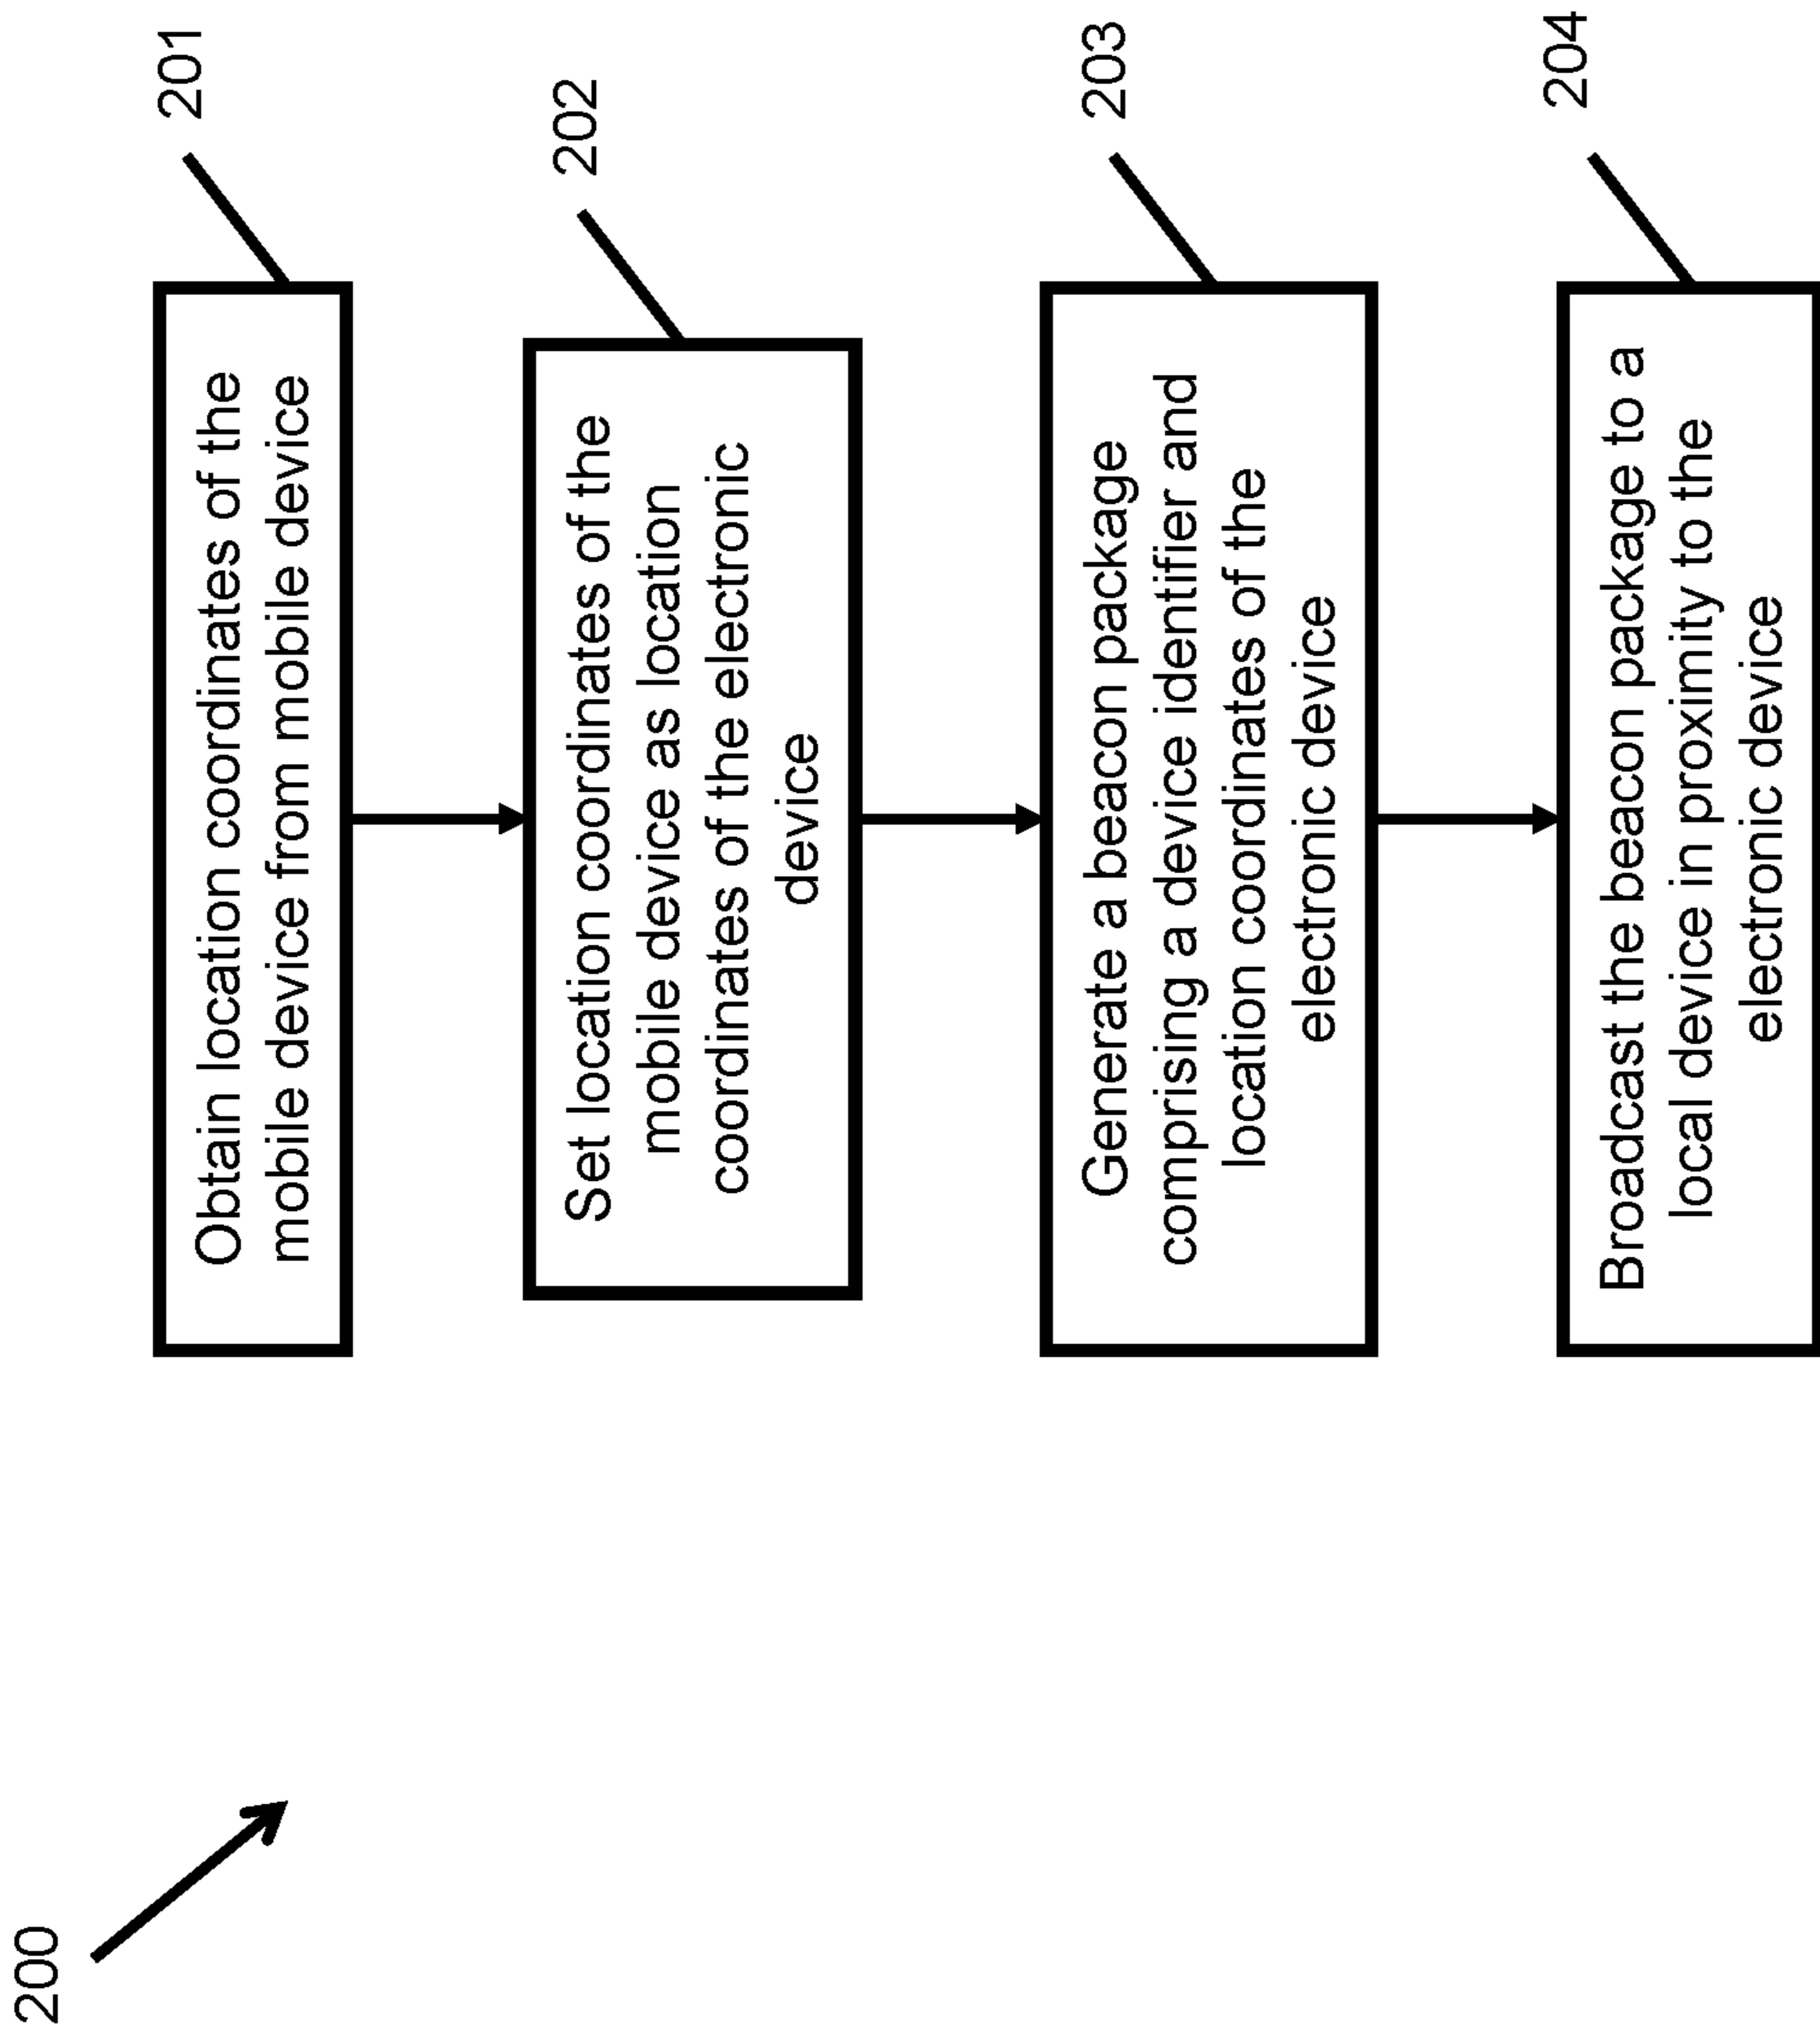 200
201
Obtain location coordinates of the
mobile device from mobile device
202
Set location coordinates of the
mobile device as location
coordinates of the electronic
device
203
Generate a beacon package
comprising a device identifier and
location coordinates of the
electronic device
204
Broadcast the beacon package to a
local device in proximity to the
electronic device